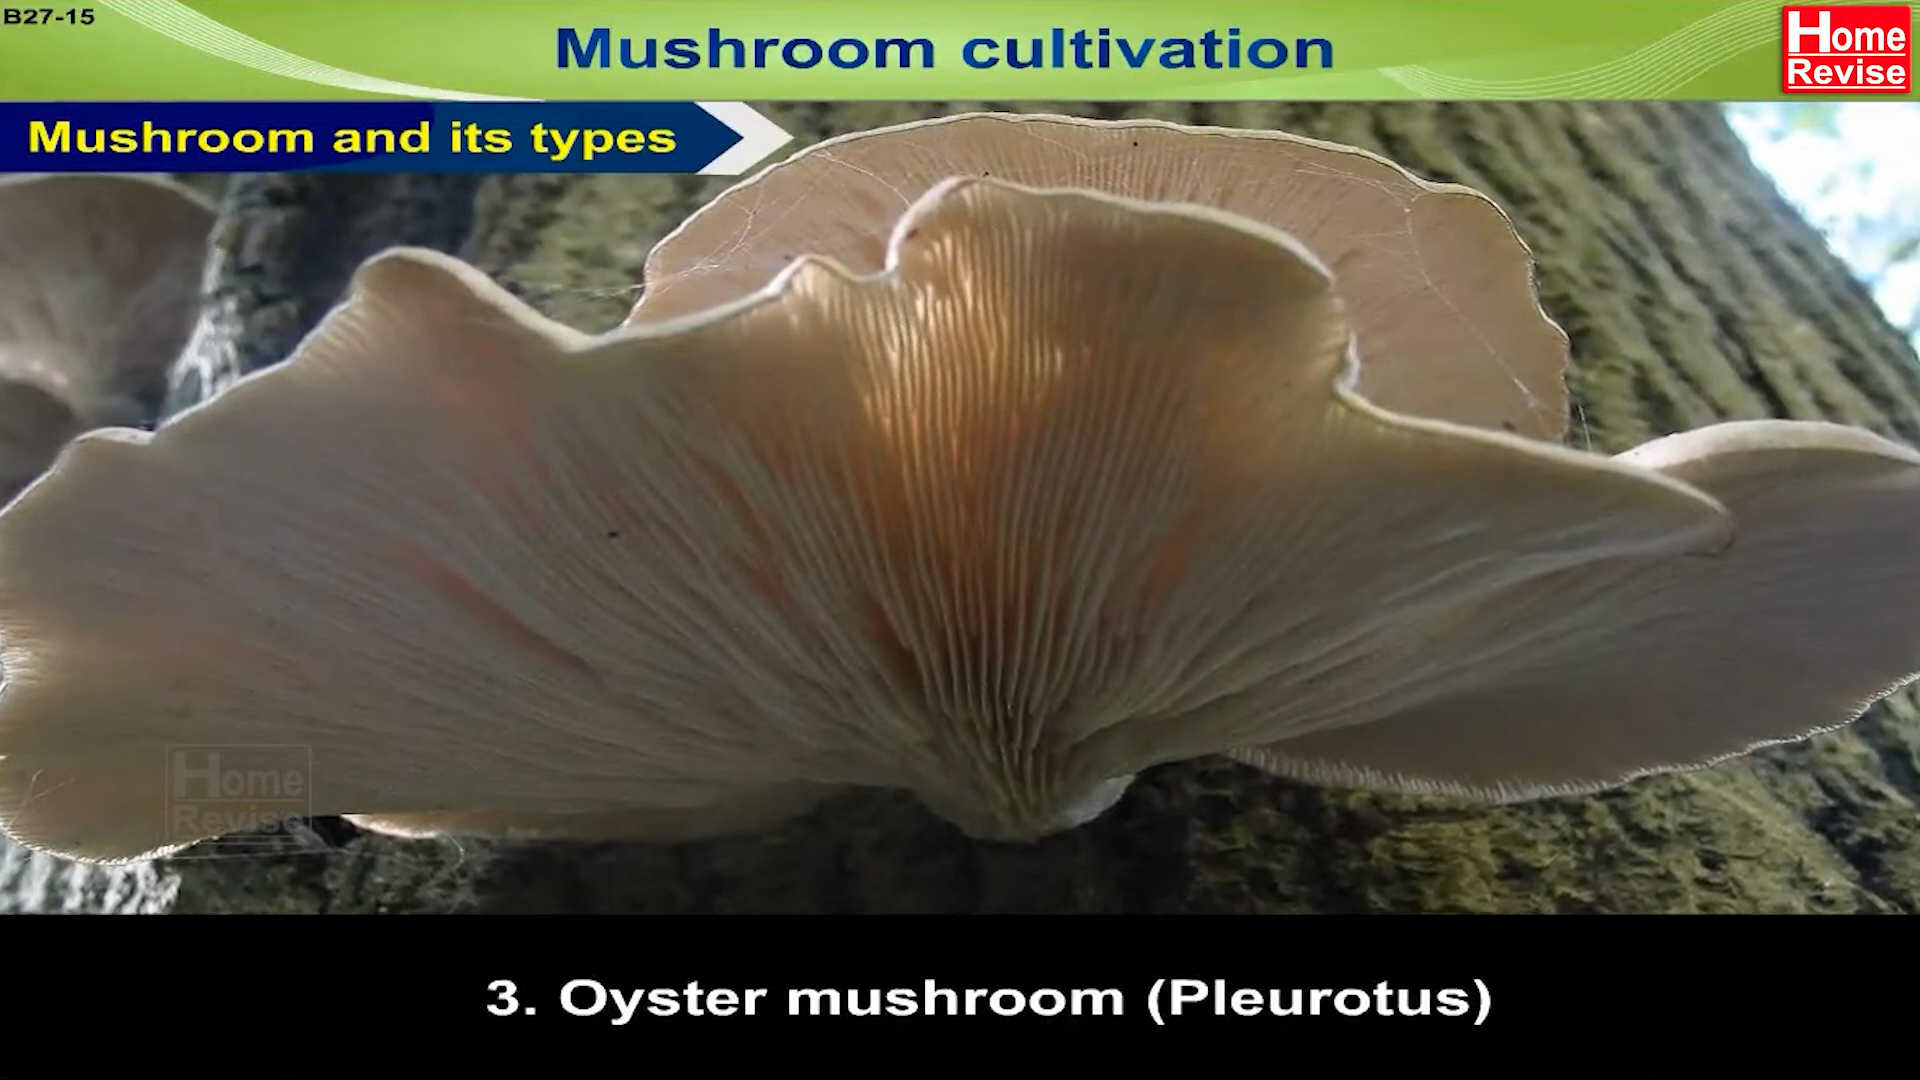 B27-15
Mushroom cultivation
Home
Revise
Mushroom and its types
Home
Revise
3. Oyster mushroom (Pleurotus)